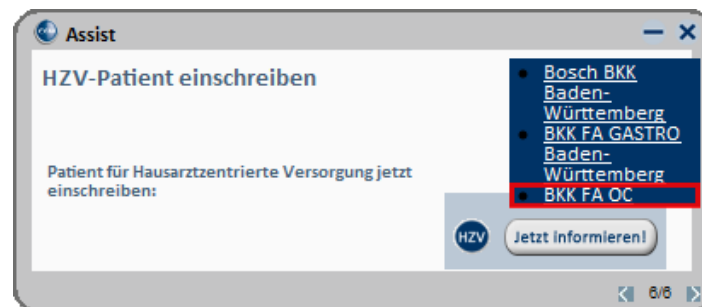 Assist
HZV-Patient einschreiben
Bosch BKK
Baden-
Württemberg
BKK FA GASTRO
Baden-
Württemberg
BKK FA OC
Patient für Hausarztzentrierte Versorgung jetzt
einschreiben:
HZV
Jetzt informieren!
6/6